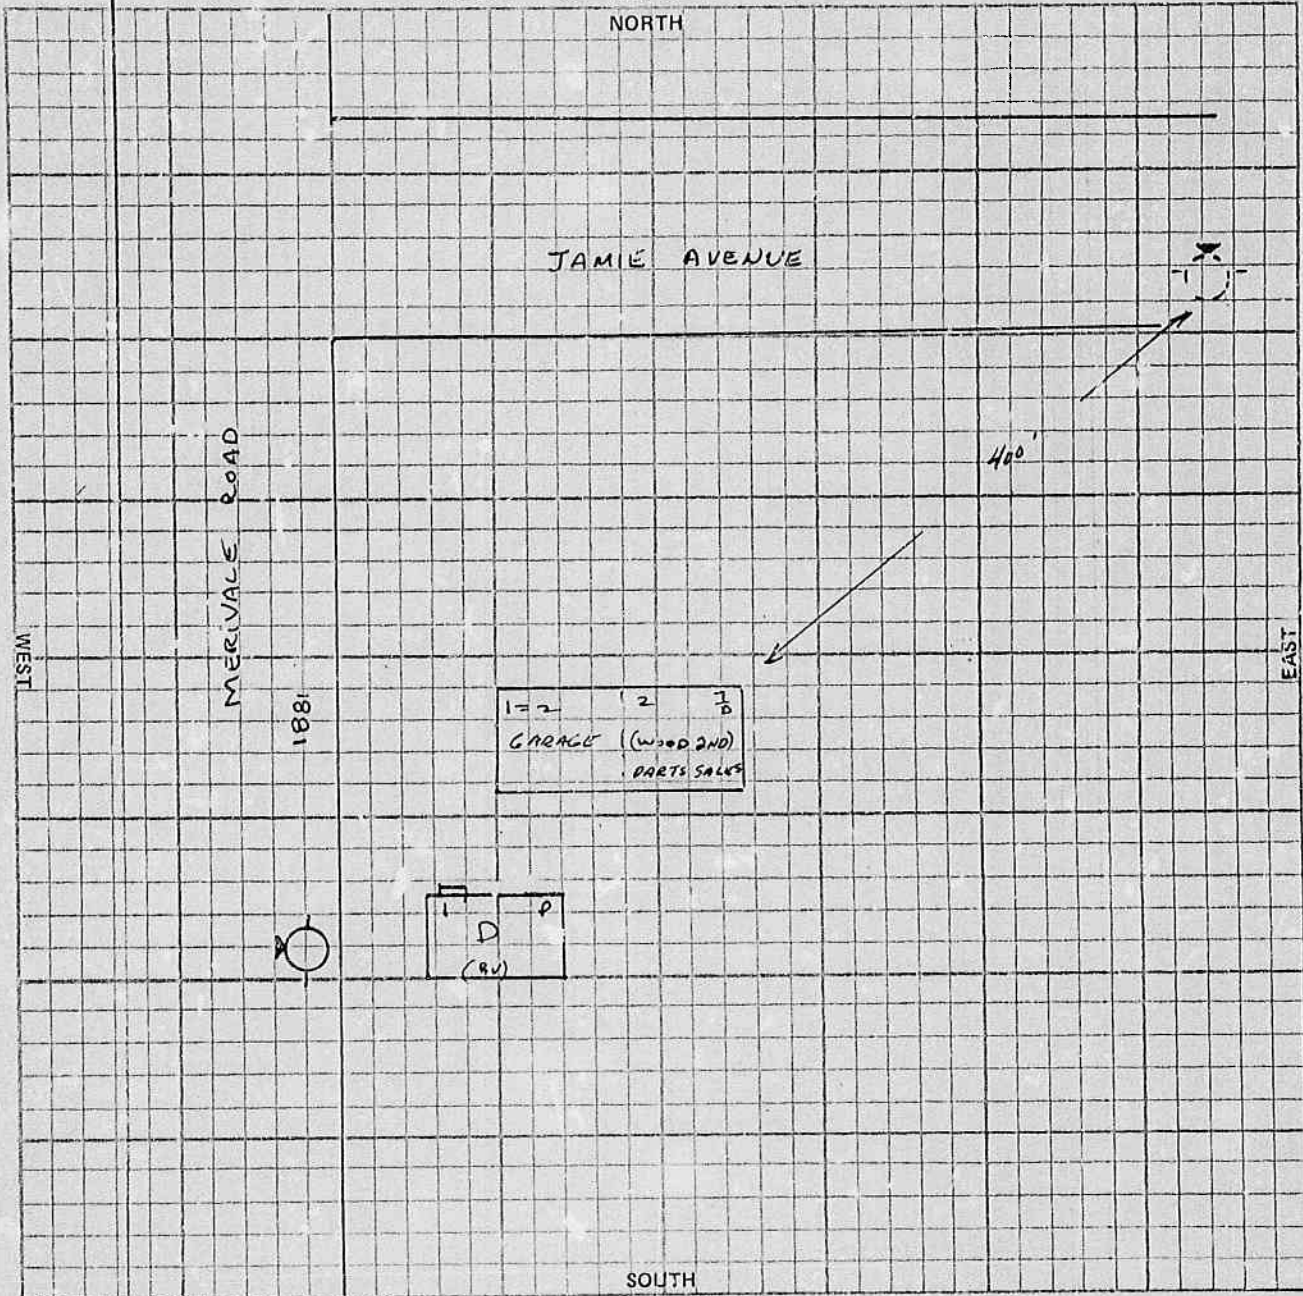 NORTH
JAMIE AVENUE
400'
MERIVALE ROAD
WEST
EAST
1881
1=2 2
GARAGE (WOOD 2ND)
PARTS SALES
1 P
D
SOUTH